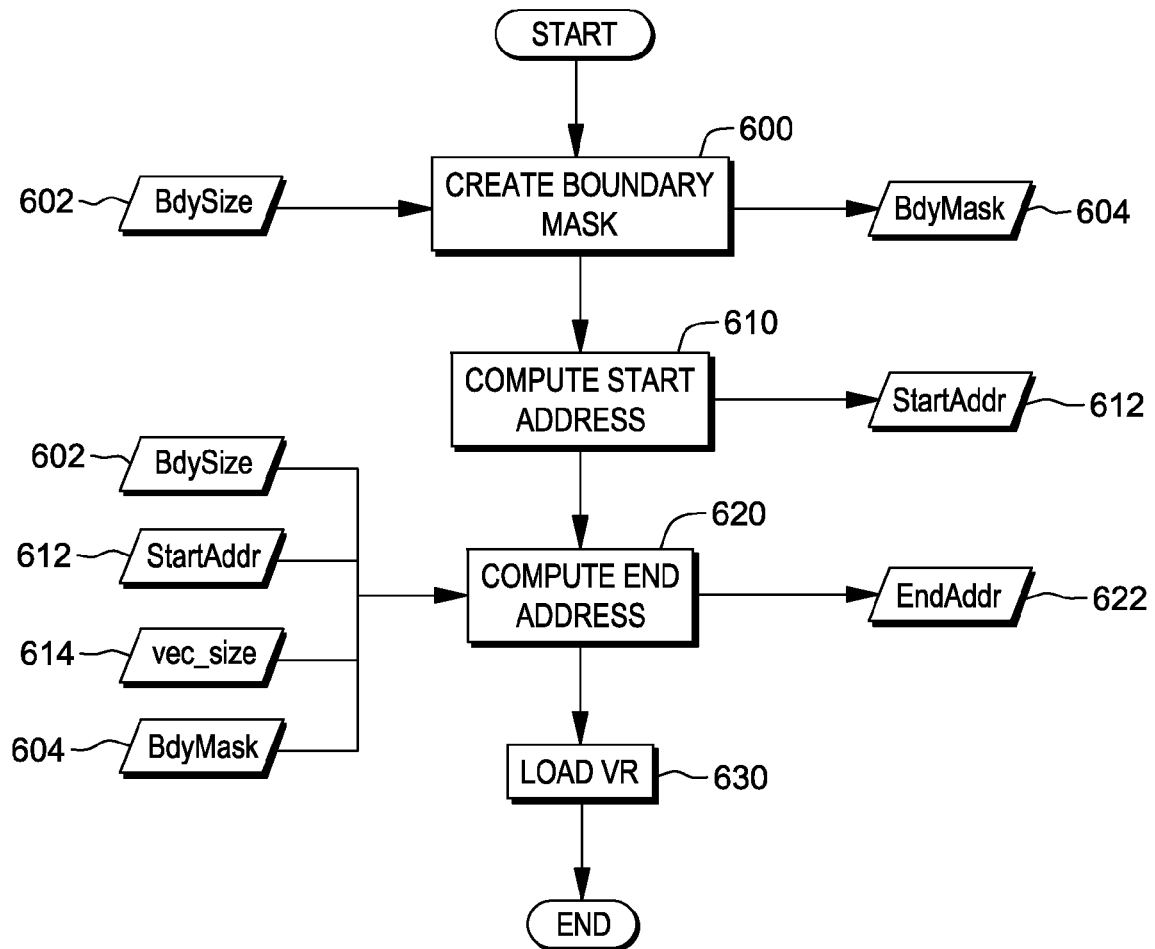 START
600
CREATE BOUNDARY
MASK
602
BdySize
BdyMask
604
610
COMPUTE START
ADDRESS
StartAddr
612
602
BdySize
612
StartAddr
614
vec_size
604
BdyMask
620
COMPUTE END
ADDRESS
EndAddr
622
LOAD VR
630
END